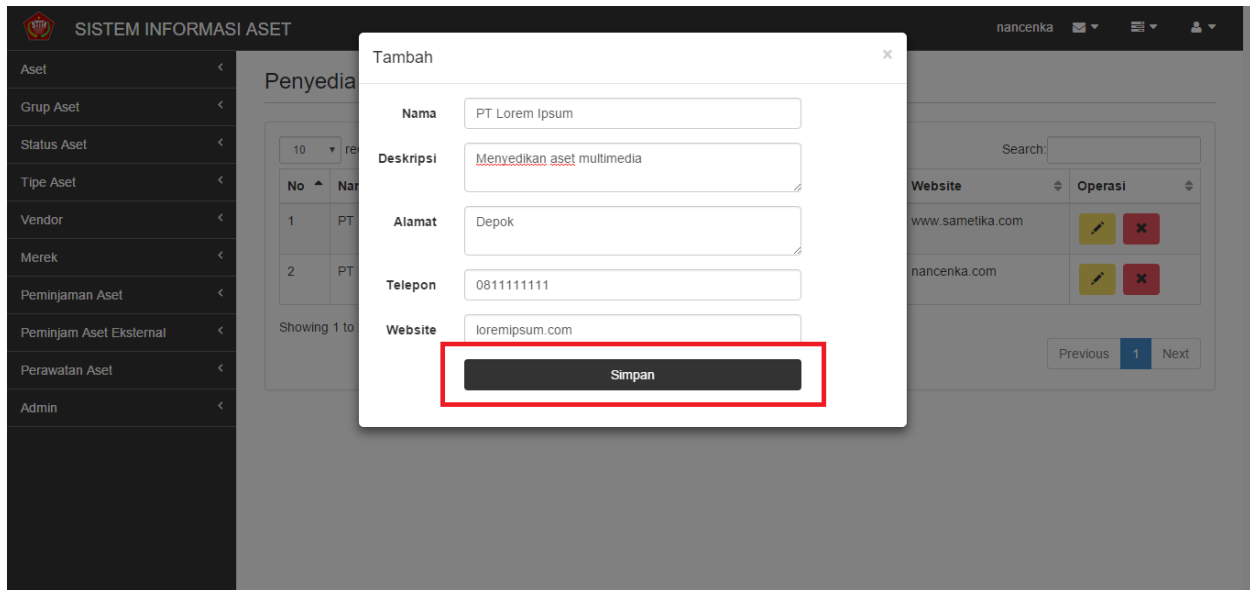 SISTEM INFORMASI ASET
nancenka
Tambah
×
Aset
Penyedia
Grup Aset
Nama PT Lorem Ipsum
Status Aset
10
Search:
Deskripsi Menyedikan aset multimedia
Tipe Aset
No
Website
Operasi
Vendor
1 PT
Alamat Depok
www.sametika.com
Merek
2 PT
nancenka.com
Peminjaman Aset
Telepon 0811111111
Peminjam Aset Eksternal
Showing 1 to
Website loremipsum.com
Previous 1 Next
Perawatan Aset
Simpan
Admin